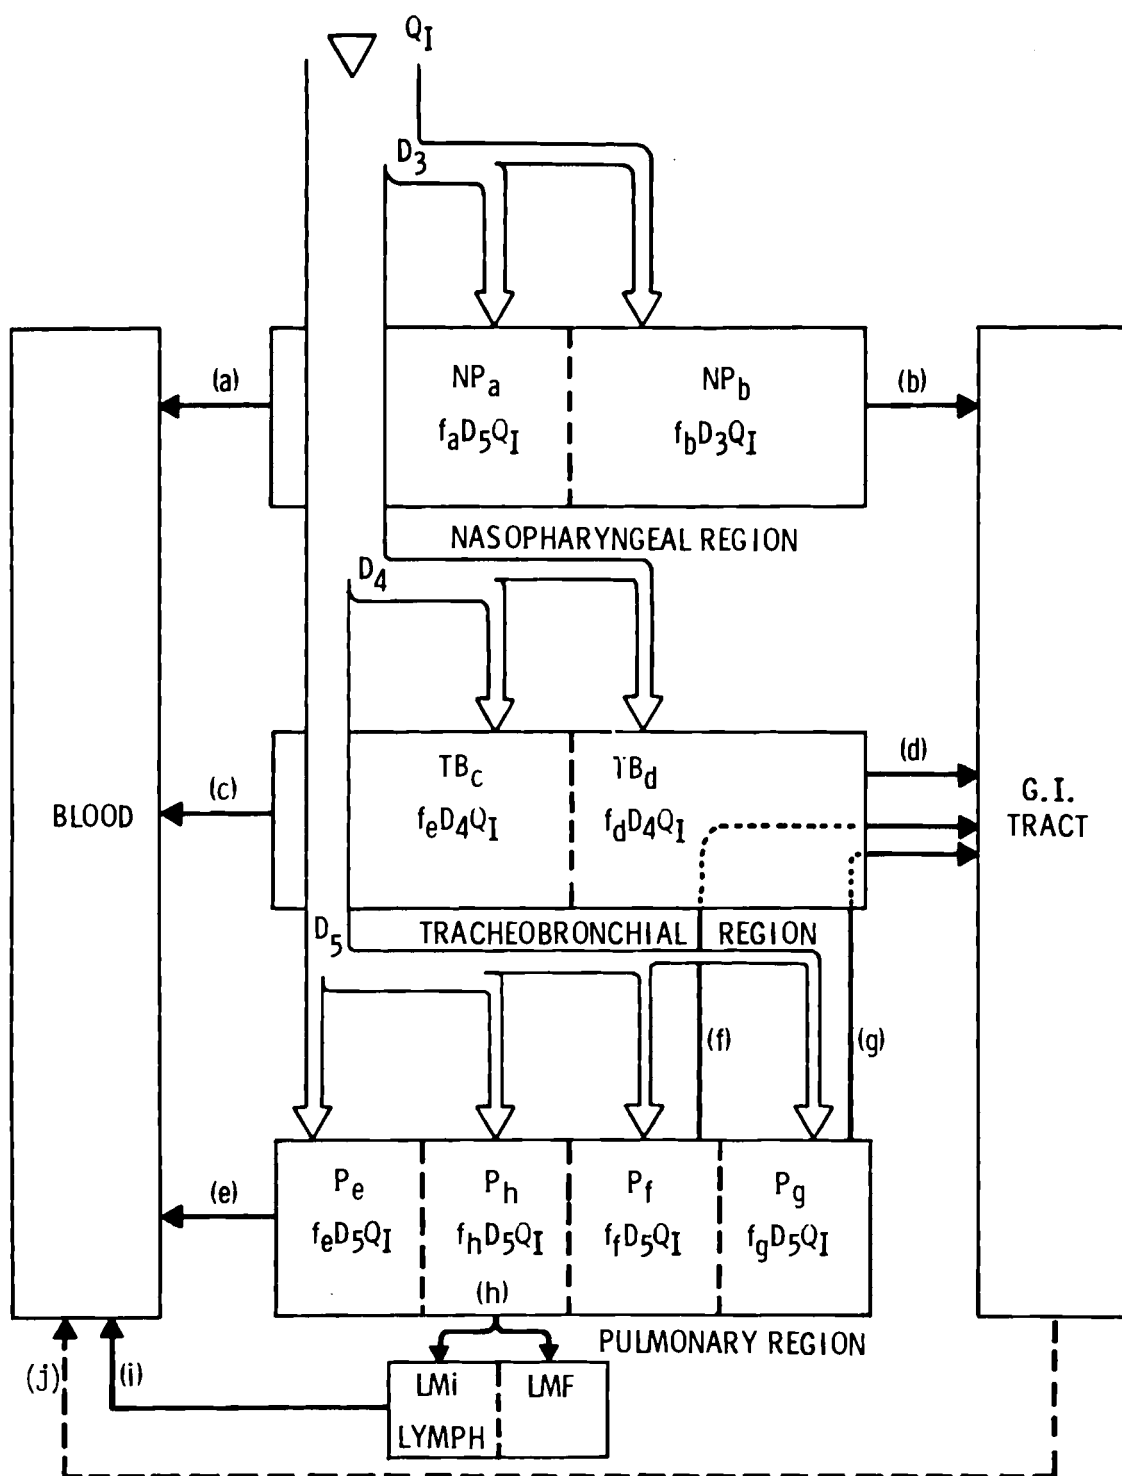 Q_I
D_3
(a)
NP_a
NP_b
(b)
f_aD_5Q_I
f_bD_3Q_I
NASOPHARYNGEAL REGION
D_4
(c)
TB_c
TB_d
(d)
BLOOD
f_eD_4Q_I
f_dD_4Q_I
G.I.
TRACT
D_5
TRACHEOBRONCHIAL REGION
(f)
(g)
(e)
P_e
P_h
P_f
P_g
f_eD_5Q_I
f_hD_5Q_I
f_fD_5Q_I
f_gD_5Q_I
(h)
PULMONARY REGION
(j)
(i)
LMi
LMF
LYMPH